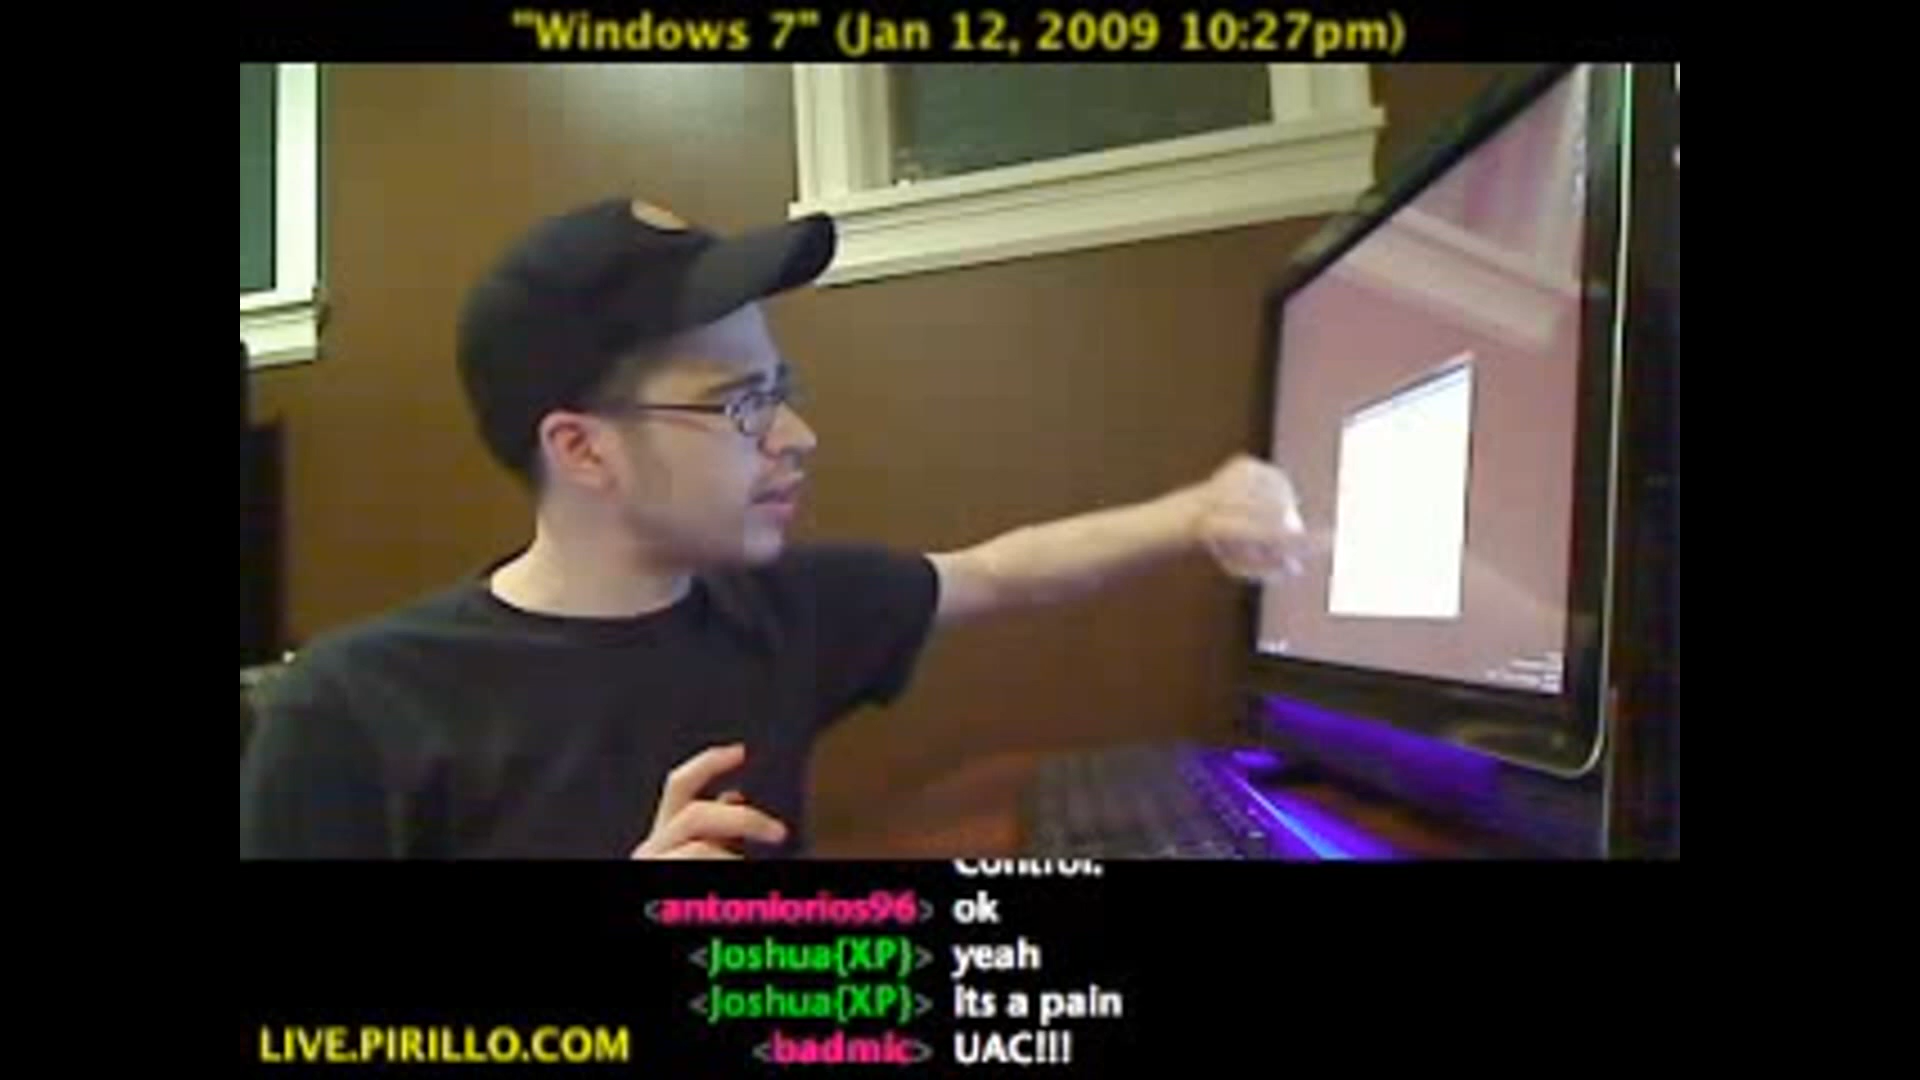 "Windows 7" (Jan 12, 2009 10:27pm)
Control.
<antoniorios96> ok
<Joshua{XP}> yeah
<Joshua{XP}> its a pain
<badmic> UAC!!!
LIVE.PIRILLO.COM